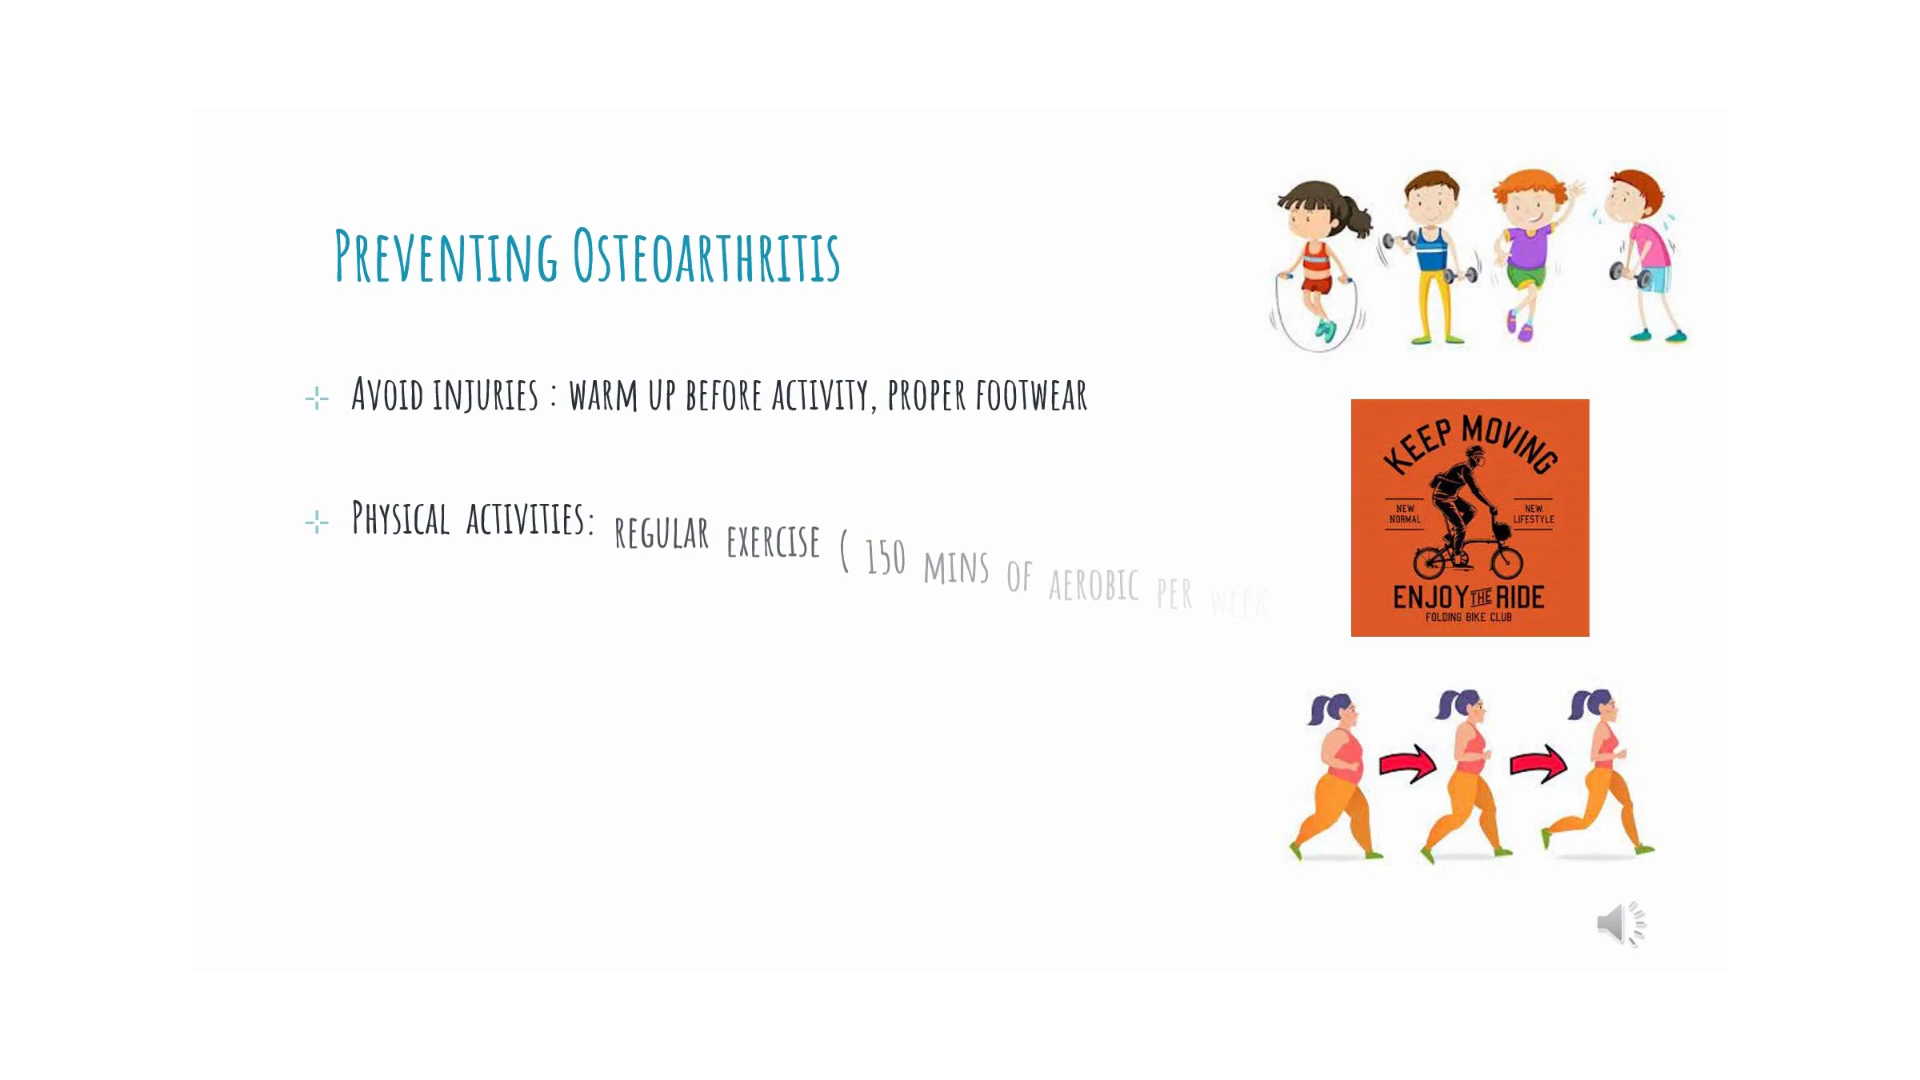 Preventing Osteoarthritis
Avoid injuries : warm up before activity, proper footwear
Physical activities: regular exercise ( 150 mins of aerobic per week
KEEP MOVING
NEW NORMAL
NEW LIFESTYLE
ENJOY THE RIDE
FOLDING BIKE CLUB